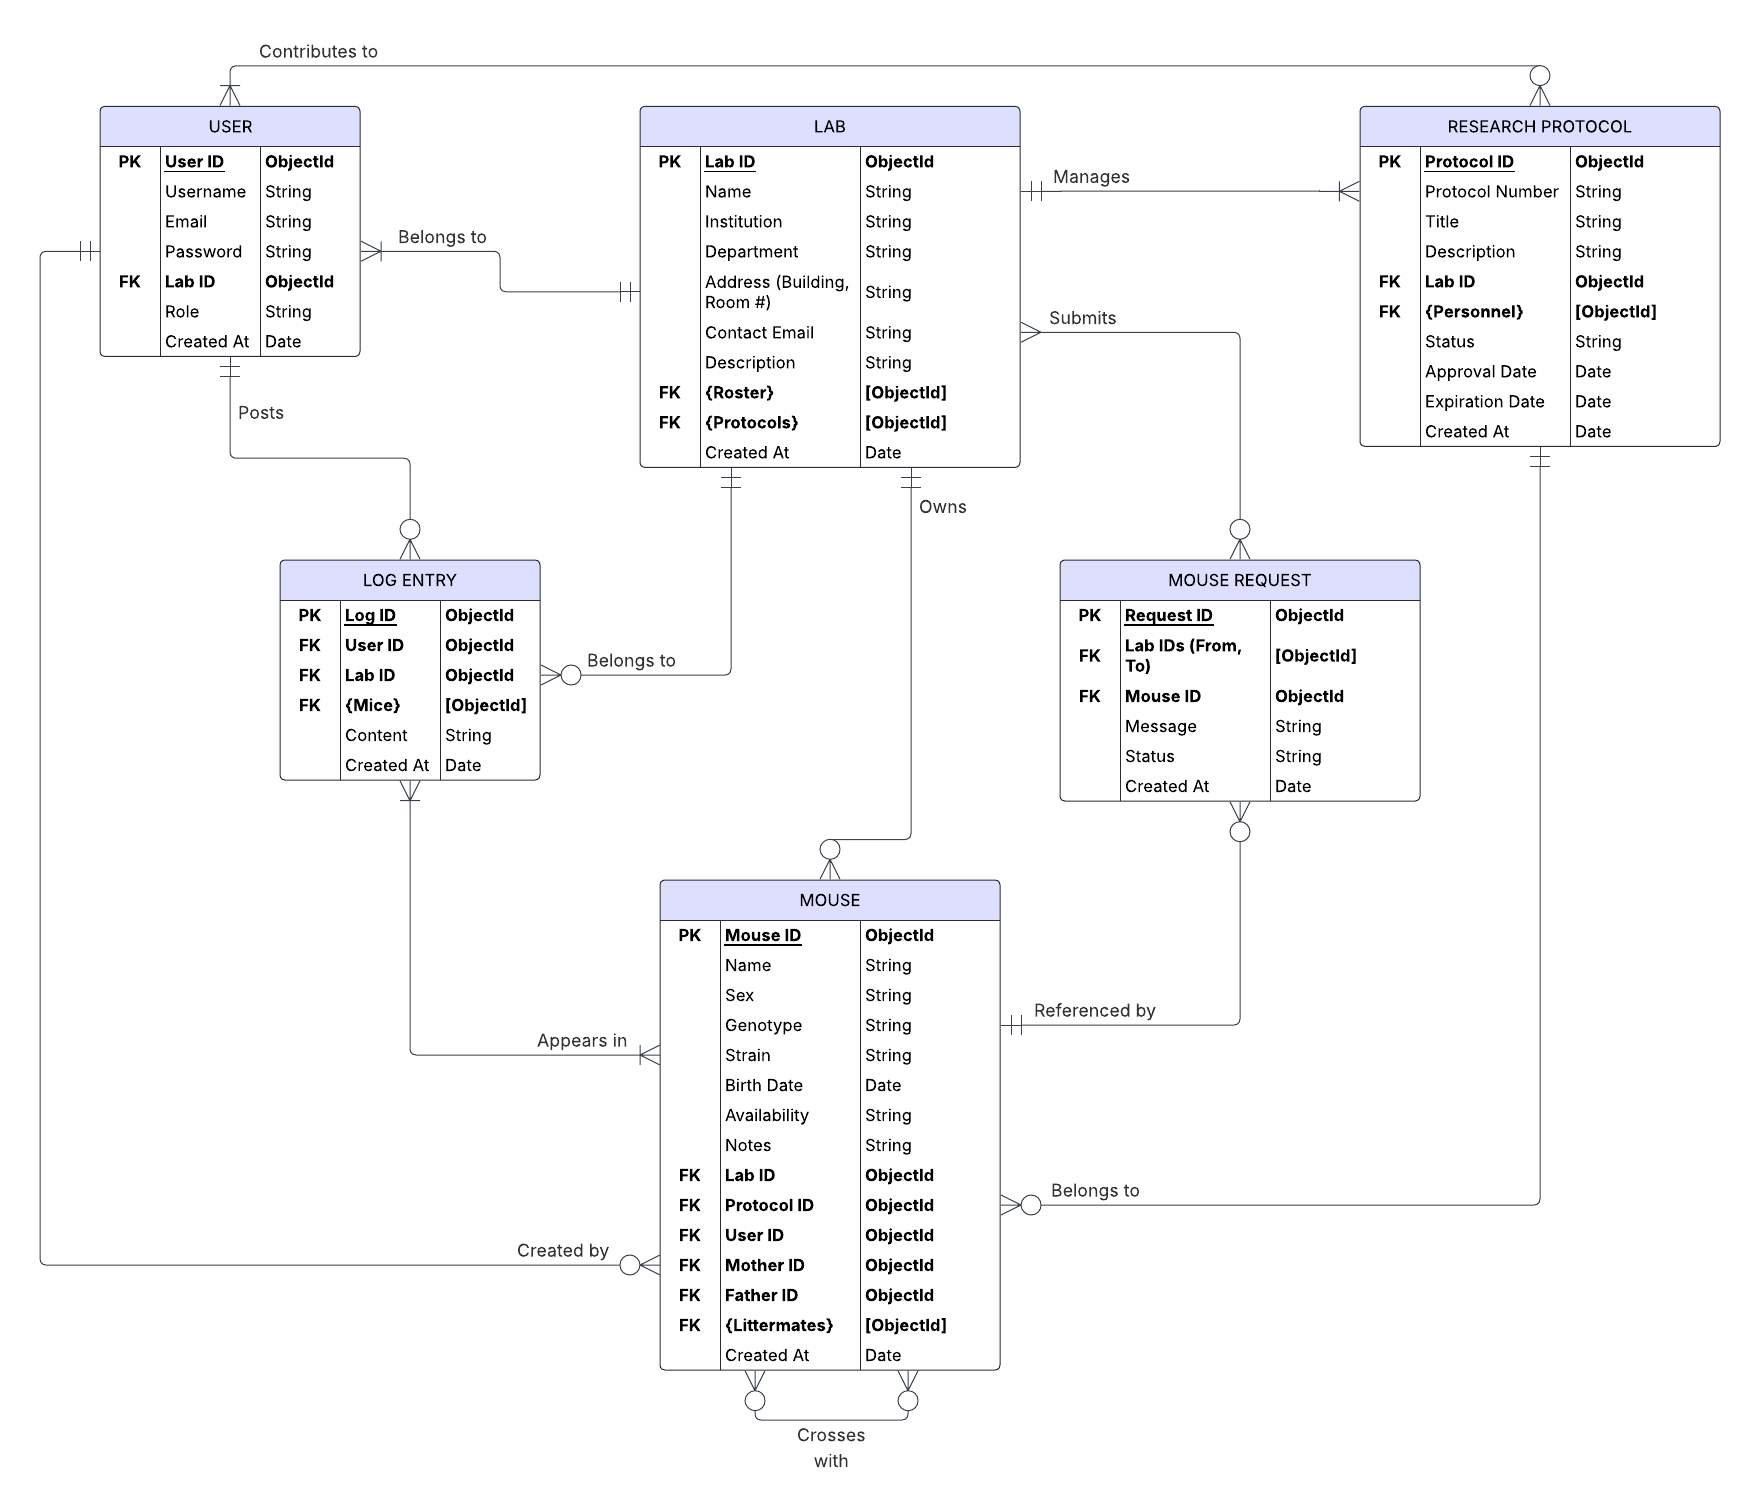 Contributes to
USER
PK User ID ObjectId
Username String
Email String
Password String
FK Lab ID ObjectId
Role String
Created At Date
LAB
PK Lab ID ObjectId
Name String
Institution String
Department String
Address (Building,
Room #) String
Contact Email String
Description String
FK {Roster} [ObjectId]
FK {Protocols} [ObjectId]
Created At Date
RESEARCH PROTOCOL
PK Protocol ID ObjectId
Protocol Number String
Title String
Description String
FK Lab ID ObjectId
FK {Personnel} [ObjectId]
Status String
Approval Date Date
Expiration Date Date
Created At Date
Manages
Belongs to
Submits
Posts
Owns
LOG ENTRY
PK Log ID ObjectId
FK User ID ObjectId
FK Lab ID ObjectId
FK {Mice} [ObjectId]
Content String
Created At Date
Belongs to
MOUSE REQUEST
PK Request ID ObjectId
FK Lab IDs (From,
To) [ObjectId]
FK Mouse ID ObjectId
Message String
Status String
Created At Date
MOUSE
PK Mouse ID ObjectId
Name String
Sex String
Genotype String
Strain String
Birth Date Date
Availability String
Notes String
FK Lab ID ObjectId
FK Protocol ID ObjectId
FK User ID ObjectId
FK Mother ID ObjectId
FK Father ID ObjectId
FK {Littermates} [ObjectId]
Created At Date
Referenced by
Appears in
Belongs to
Created by
Crosses
with